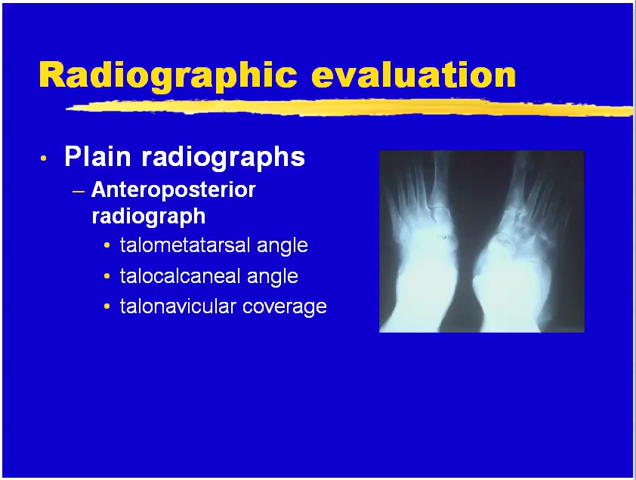 Radiographic evaluation
• Plain radiographs
– Anteroposterior
radiograph
• talometatarsal angle
• talocalcaneal angle
• talonavicular coverage